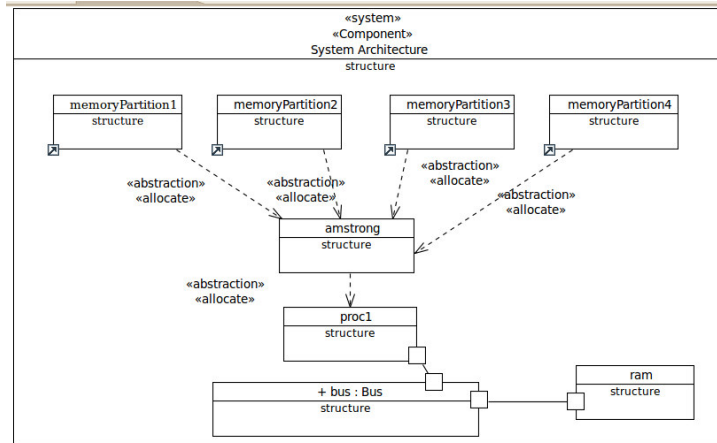 «system»
«Component»
System Architecture
structure
memoryPartition1
structure
memoryPartition2
structure
memoryPartition3
structure
memoryPartition4
structure
«abstraction»
«allocate»
«abstraction»
«allocate»
«abstraction»
«allocate»
«abstraction»
«allocate»
amstrong
structure
«abstraction»
«allocate»
proc1
structure
+ bus : Bus
structure
ram
structure